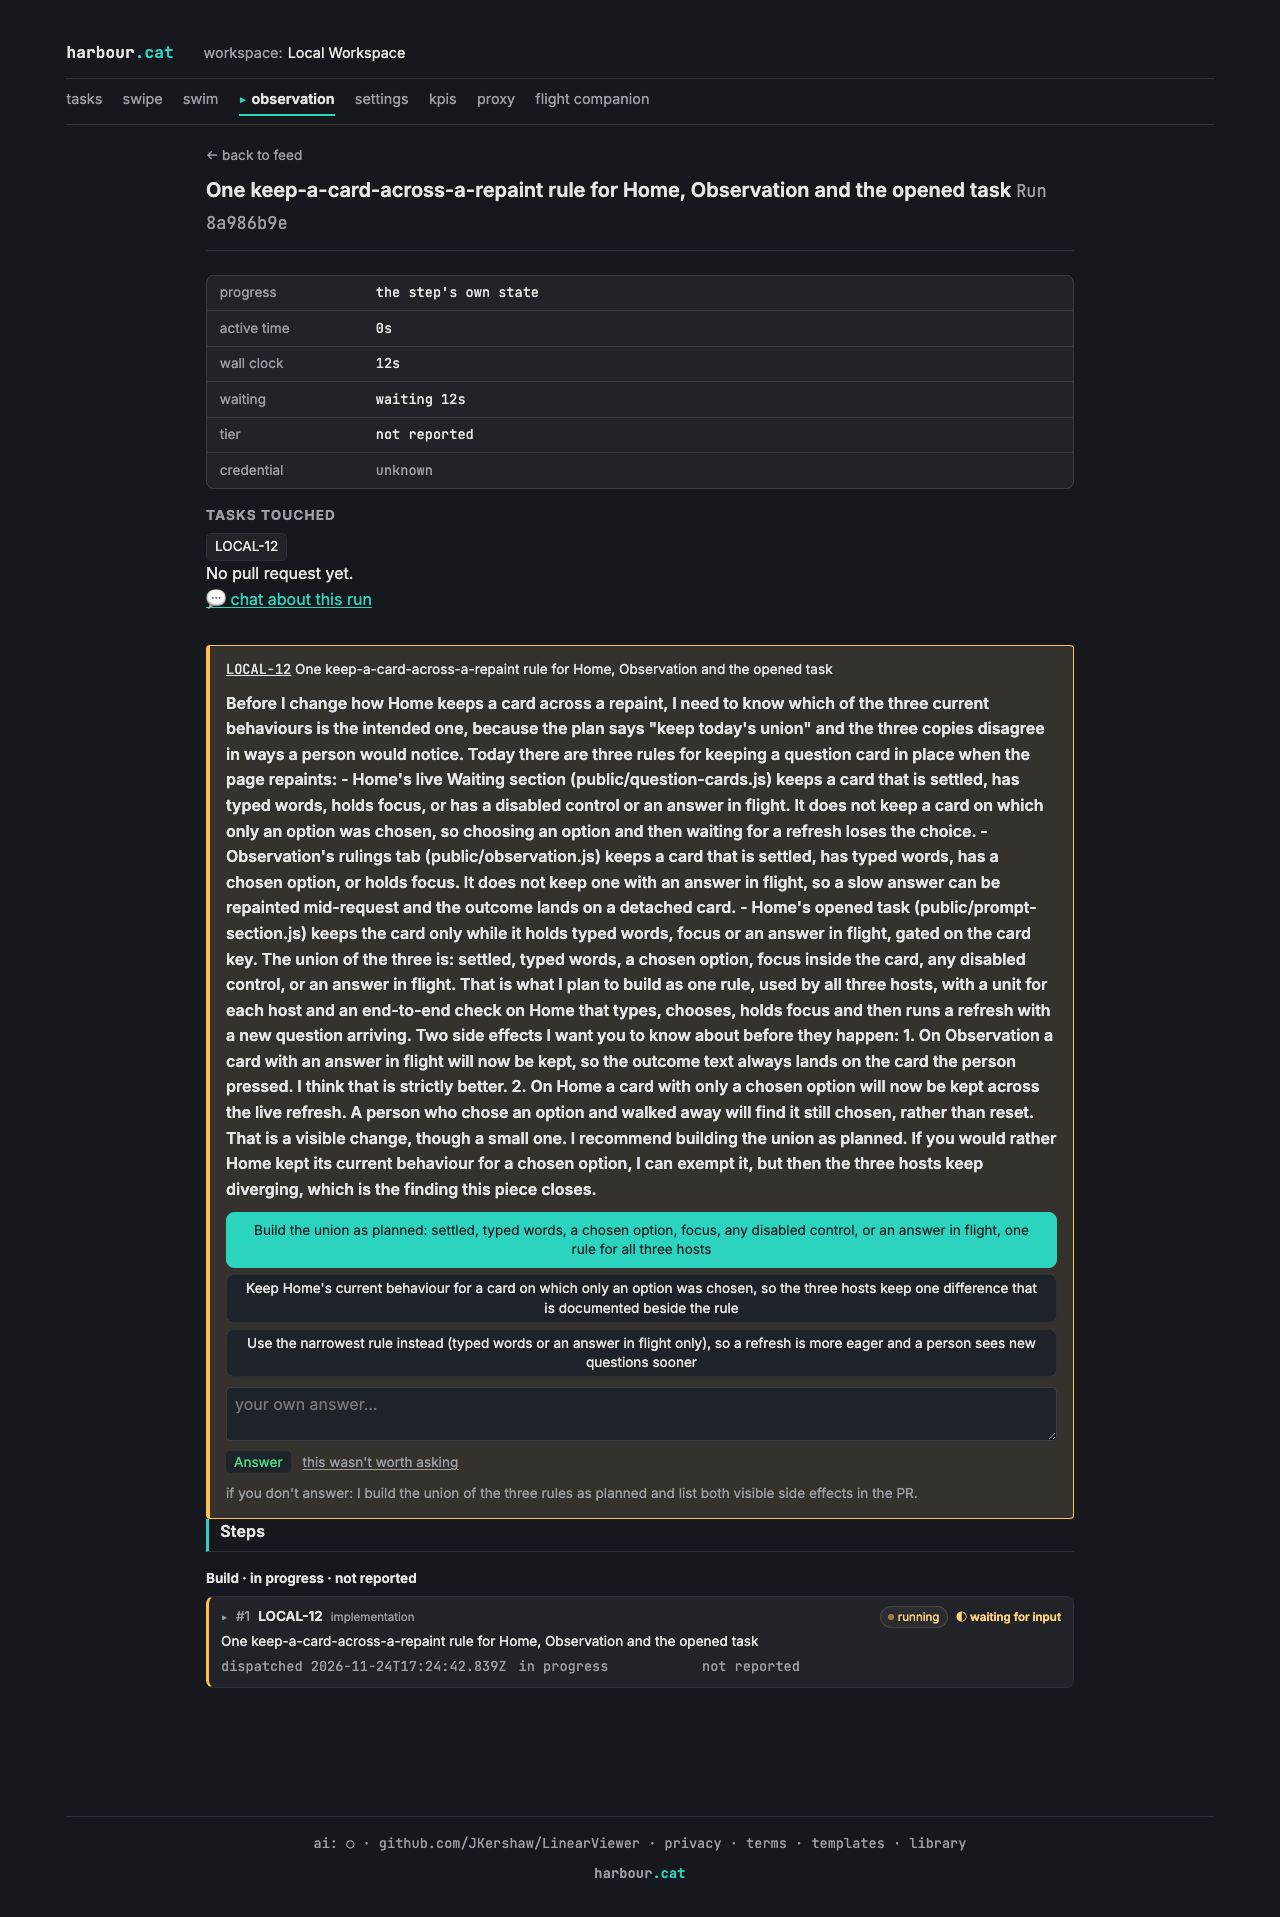 harbour.cat workspace: Local Workspace
tasks swipe swim ▸ observation settings kpis proxy flight companion
← back to feed
One keep-a-card-across-a-repaint rule for Home, Observation and the opened task Run
8a986b9e
progress the step's own state
active time 0s
wall clock 12s
waiting waiting 12s
tier not reported
credential unknown
TASKS TOUCHED
LOCAL-12
No pull request yet.
💬 chat about this run
LOCAL-12 One keep-a-card-across-a-repaint rule for Home, Observation and the opened task
Before I change how Home keeps a card across a repaint, I need to know which of the three current
behaviours is the intended one, because the plan says "keep today's union" and the three copies disagree
in ways a person would notice. Today there are three rules for keeping a question card in place when the
page repaints: - Home's live Waiting section (public/question-cards.js) keeps a card that is settled, has
typed words, holds focus, or has a disabled control or an answer in flight. It does not keep a card on which
only an option was chosen, so choosing an option and then waiting for a refresh loses the choice. -
Observation's rulings tab (public/observation.js) keeps a card that is settled, has typed words, has a
chosen option, or holds focus. It does not keep one with an answer in flight, so a slow answer can be
repainted mid-request and the outcome lands on a detached card. - Home's opened task (public/prompt-
section.js) keeps the card only while it holds typed words, focus or an answer in flight, gated on the card
key. The union of the three is: settled, typed words, a chosen option, focus inside the card, any disabled
control, or an answer in flight. That is what I plan to build as one rule, used by all three hosts, with a unit for
each host and an end-to-end check on Home that types, chooses, holds focus and then runs a refresh with
a new question arriving. Two side effects I want you to know about before they happen: 1. On Observation a
card with an answer in flight will now be kept, so the outcome text always lands on the card the person
pressed. I think that is strictly better. 2. On Home a card with only a chosen option will now be kept across
the live refresh. A person who chose an option and walked away will find it still chosen, rather than reset.
That is a visible change, though a small one. I recommend building the union as planned. If you would rather
Home kept its current behaviour for a chosen option, I can exempt it, but then the three hosts keep
diverging, which is the finding this piece closes.
Build the union as planned: settled, typed words, a chosen option, focus, any disabled control, or an answer in flight, one
rule for all three hosts
Keep Home's current behaviour for a card on which only an option was chosen, so the three hosts keep one difference that
is documented beside the rule
Use the narrowest rule instead (typed words or an answer in flight only), so a refresh is more eager and a person sees new
questions sooner
your own answer...
Answer this wasn't worth asking
if you don't answer: I build the union of the three rules as planned and list both visible side effects in the PR.
Steps
Build · in progress · not reported
▸ #1 LOCAL-12 implementation running ◐ waiting for input
One keep-a-card-across-a-repaint rule for Home, Observation and the opened task
dispatched 2026-11-24T17:24:42.839Z in progress not reported
ai: ○ · github.com/JKershaw/LinearViewer · privacy · terms · templates · library
harbour.cat